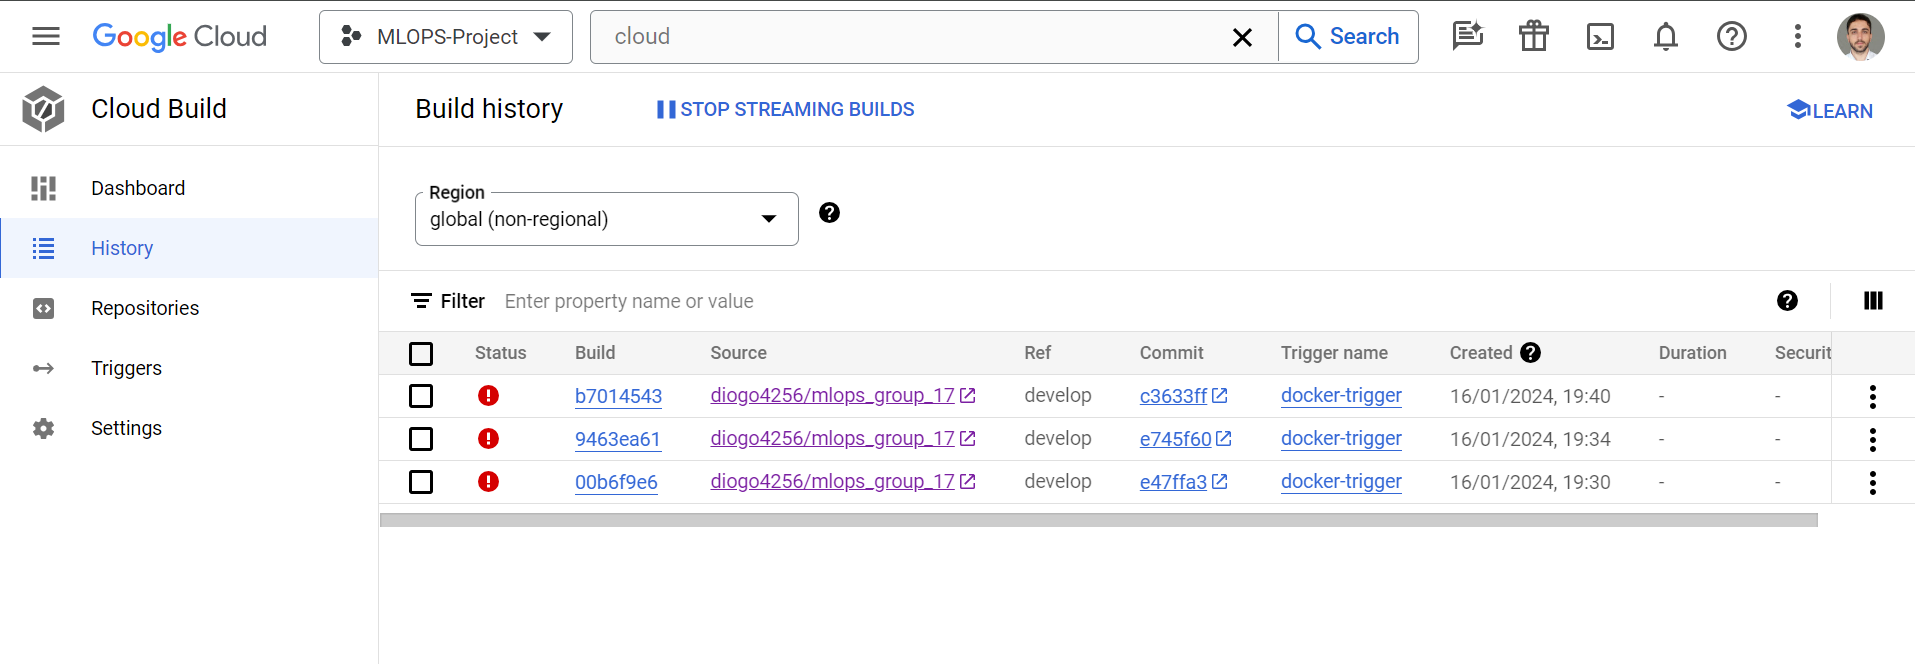 Google Cloud
MLOPS-Project
cloud
Search
Cloud Build
Build history
STOP STREAMING BUILDS
LEARN
Dashboard
History
Repositories
Triggers
Settings
Region
global (non-regional)
Filter Enter property name or value
Status Build Source Ref Commit Trigger name Created Duration Securit
b7014543 diogo4256/mlops_group_17 develop c3633ff docker-trigger 16/01/2024, 19:40 - -
9463ea61 diogo4256/mlops_group_17 develop e745f60 docker-trigger 16/01/2024, 19:34 - -
00b6f9e6 diogo4256/mlops_group_17 develop e47ffa3 docker-trigger 16/01/2024, 19:30 - -